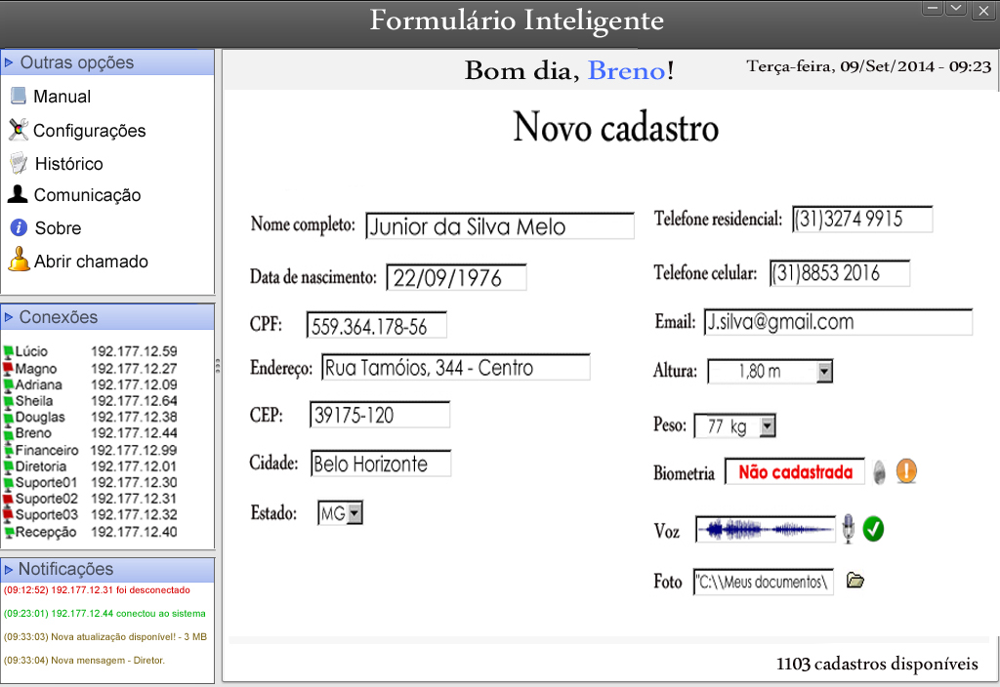 Formulário Inteligente
Outras opções
Manual
Configurações
Histórico
Comunicação
Sobre
Abrir chamado
Conexões
Lúcio 192.177.12.59
Magno 192.177.12.27
Adriana 192.177.12.09
Sheila 192.177.12.64
Douglas 192.177.12.38
Breno 192.177.12.44
Financeiro 192.177.12.99
Diretoria 192.177.12.01
Suporte01 192.177.12.30
Suporte02 192.177.12.31
Suporte03 192.177.12.32
Recepção 192.177.12.40
Notificações
(09:12:52) 192.177.12.31 foi desconectado
(09:23:01) 192.177.12.44 conectou ao sistema
(09:33:03) Nova atualização disponível! - 3 MB
(09:33:04) Nova mensagem - Diretor.
Bom dia, Breno!
Terça-feira, 09/Set/2014 - 09:23
Novo cadastro
Nome completo: Junior da Silva Melo
Data de nascimento: 22/09/1976
CPF: 559.364.178-56
Endereço: Rua Tamóios, 344 - Centro
CEP: 39175-120
Cidade: Belo Horizonte
Estado: MG
Telefone residencial: (31)3274 9915
Telefone celular: (31)8853 2016
Email: J.silva@gmail.com
Altura: 1,80 m
Peso: 77 kg
Biometria Não cadastrada
Voz
Foto "C:\\Meus documentos\
1103 cadastros disponíveis